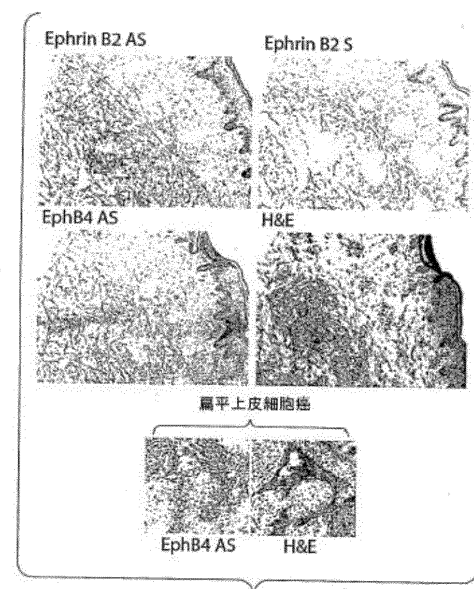 Ephrin B2 AS
Ephrin B2 S
EphB4 AS
H&E
扁平上皮細胞癌
EphB4 AS
H&E